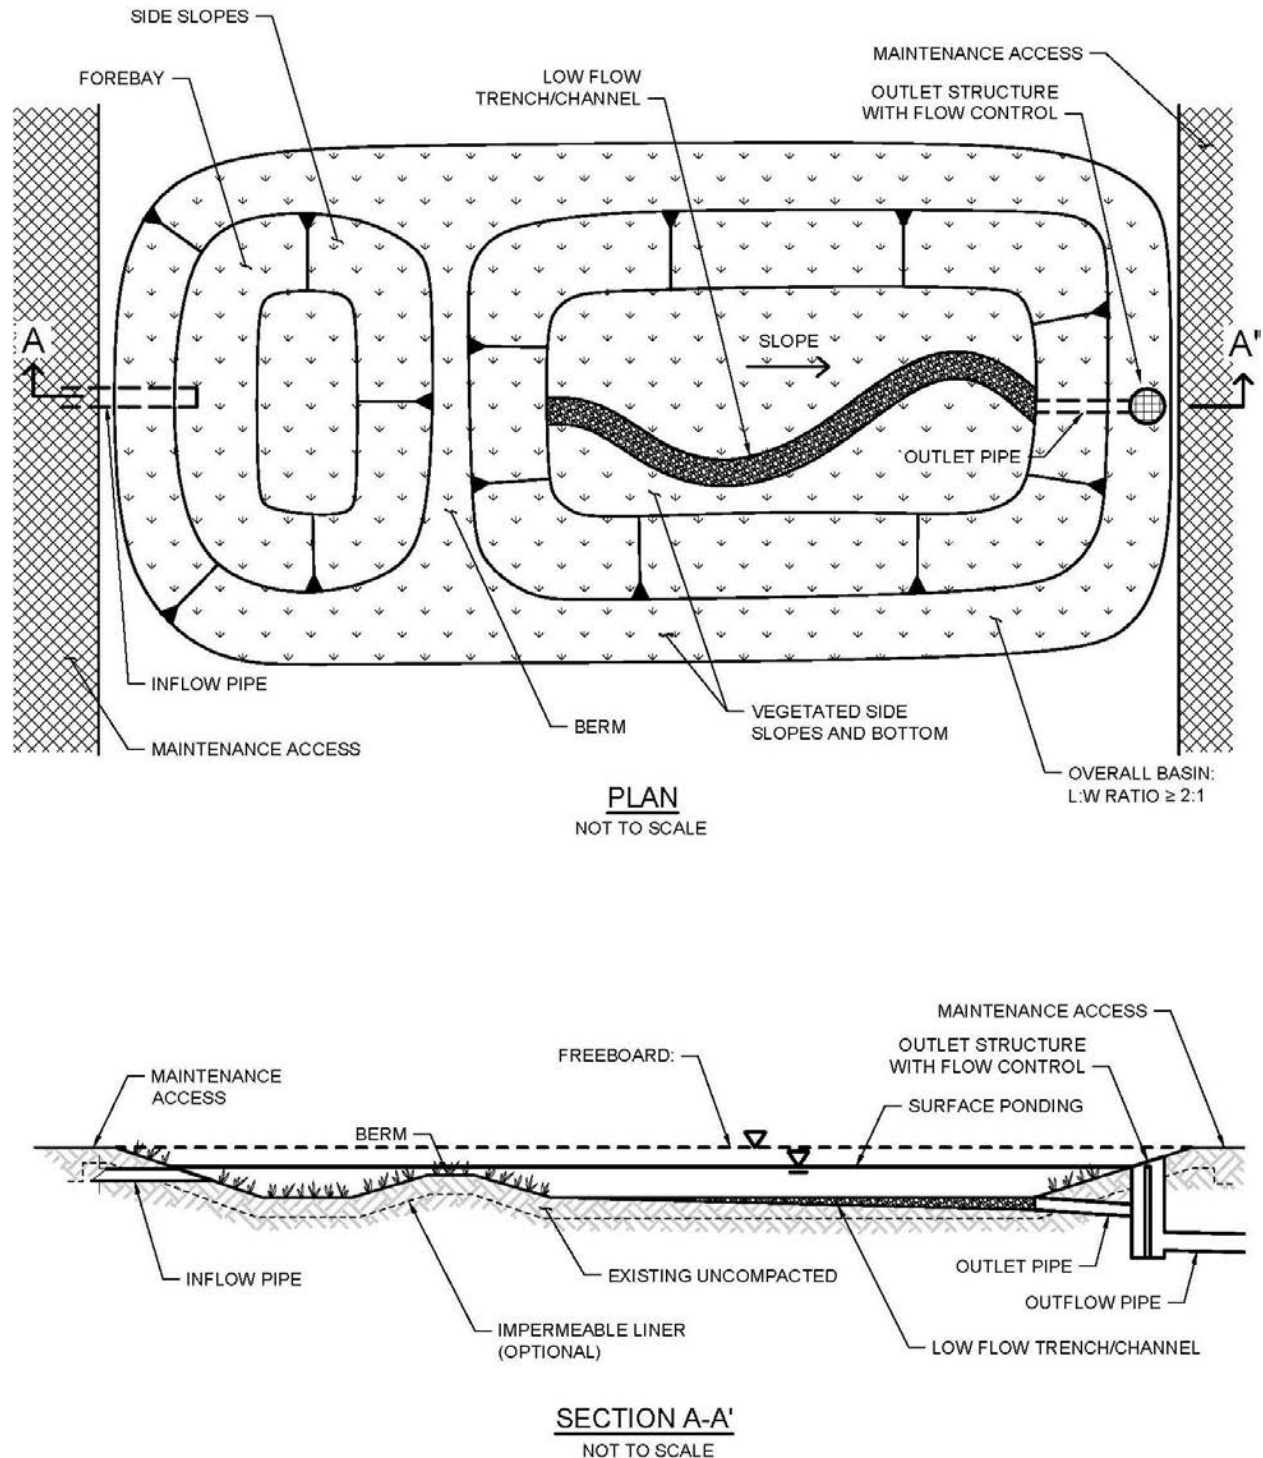 SIDE SLOPES
FOREBAY
LOW FLOW
TRENCH/CHANNEL
MAINTENANCE ACCESS
OUTLET STRUCTURE
WITH FLOW CONTROL
A
SLOPE
A"
OUTLET PIPE
INFLOW PIPE
MAINTENANCE ACCESS
BERM
VEGETATED SIDE
SLOPES AND BOTTOM
OVERALL BASIN:
L:W RATIO ≥ 2:1
PLAN
NOT TO SCALE
MAINTENANCE ACCESS
OUTLET STRUCTURE
WITH FLOW CONTROL
FREEBOARD:
MAINTENANCE
ACCESS
SURFACE PONDING
BERM
INFLOW PIPE
EXISTING UNCOMPACTED
OUTLET PIPE
OUTFLOW PIPE
IMPERMEABLE LINER
(OPTIONAL)
LOW FLOW TRENCH/CHANNEL
SECTION A-A'
NOT TO SCALE